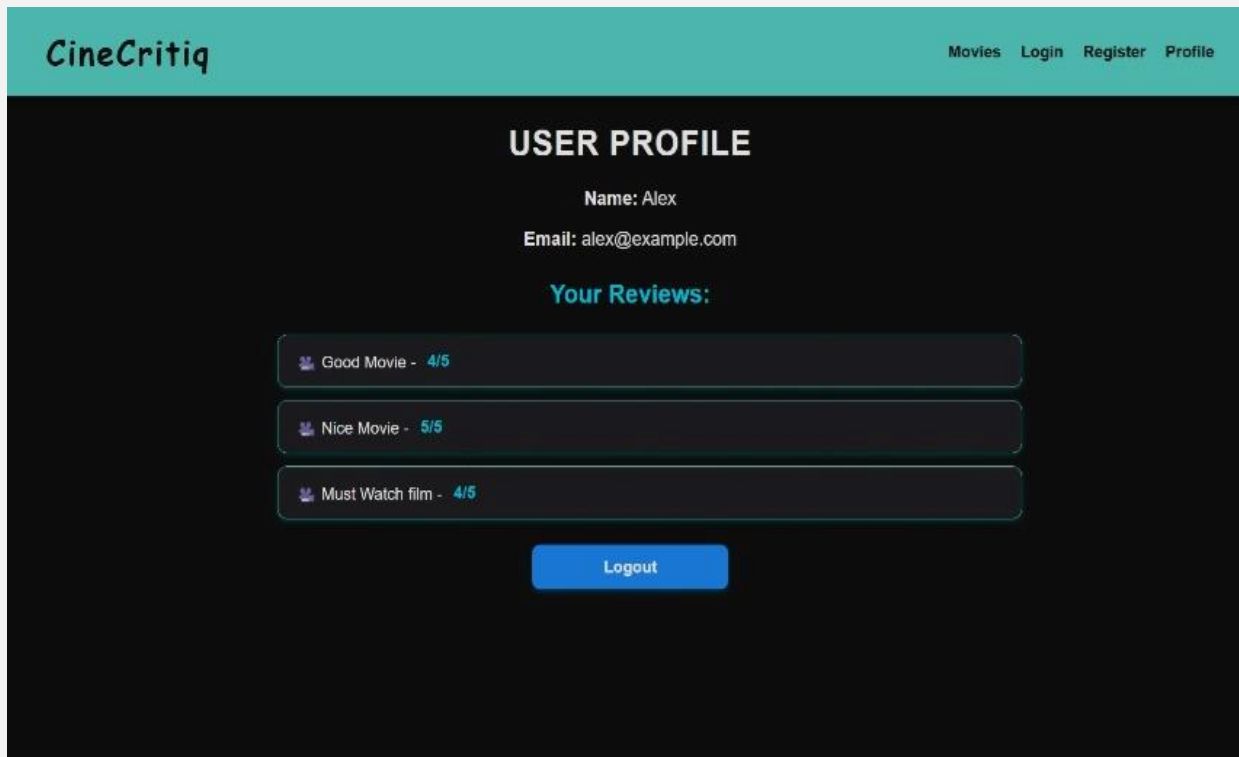 CineCritiq
Movies Login Register Profile
USER PROFILE
Name: Alex
Email: alex@example.com
Your Reviews:
Good Movie - 4/5
Nice Movie - 5/5
Must Watch film - 4/5
Logout